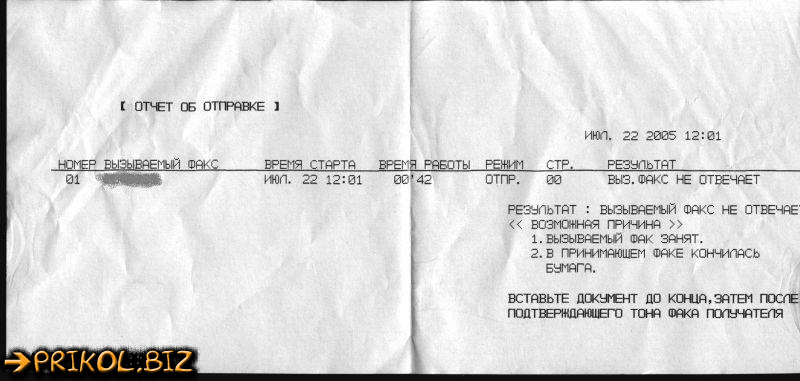 [ ОТЧЕТ ОБ ОТПРАВКЕ ]
ИЮЛ. 22 2005 12:01
НОМЕР ВЫЗЫВАЕМЫЙ ФАКС ВРЕМЯ СТАРТА ВРЕМЯ РАБОТЫ РЕЖИМ СТР. РЕЗУЛЬТАТ
01 ИЮЛ. 22 12:01 00'42 ОТПР. 00 ВЫЗ.ФАКС НЕ ОТВЕЧАЕТ
РЕЗУЛЬТАТ : ВЫЗЫВАЕМЫЙ ФАКС НЕ ОТВЕЧАЕТ
<< ВОЗМОЖНАЯ ПРИЧИНА >>
1.ВЫЗЫВАЕМЫЙ ФАК ЗАНЯТ.
2.В ПРИНИМАЮЩЕМ ФАКЕ КОНЧИЛАСЬ
БУМАГА.
ВСТАВЬТЕ ДОКУМЕНТ ДО КОНЦА,ЗАТЕМ ПОСЛЕ
ПОДТВЕРЖДАЮЩЕГО ТОНА ФАКА ПОЛУЧАТЕЛЯ
PRIKOL.BIZ